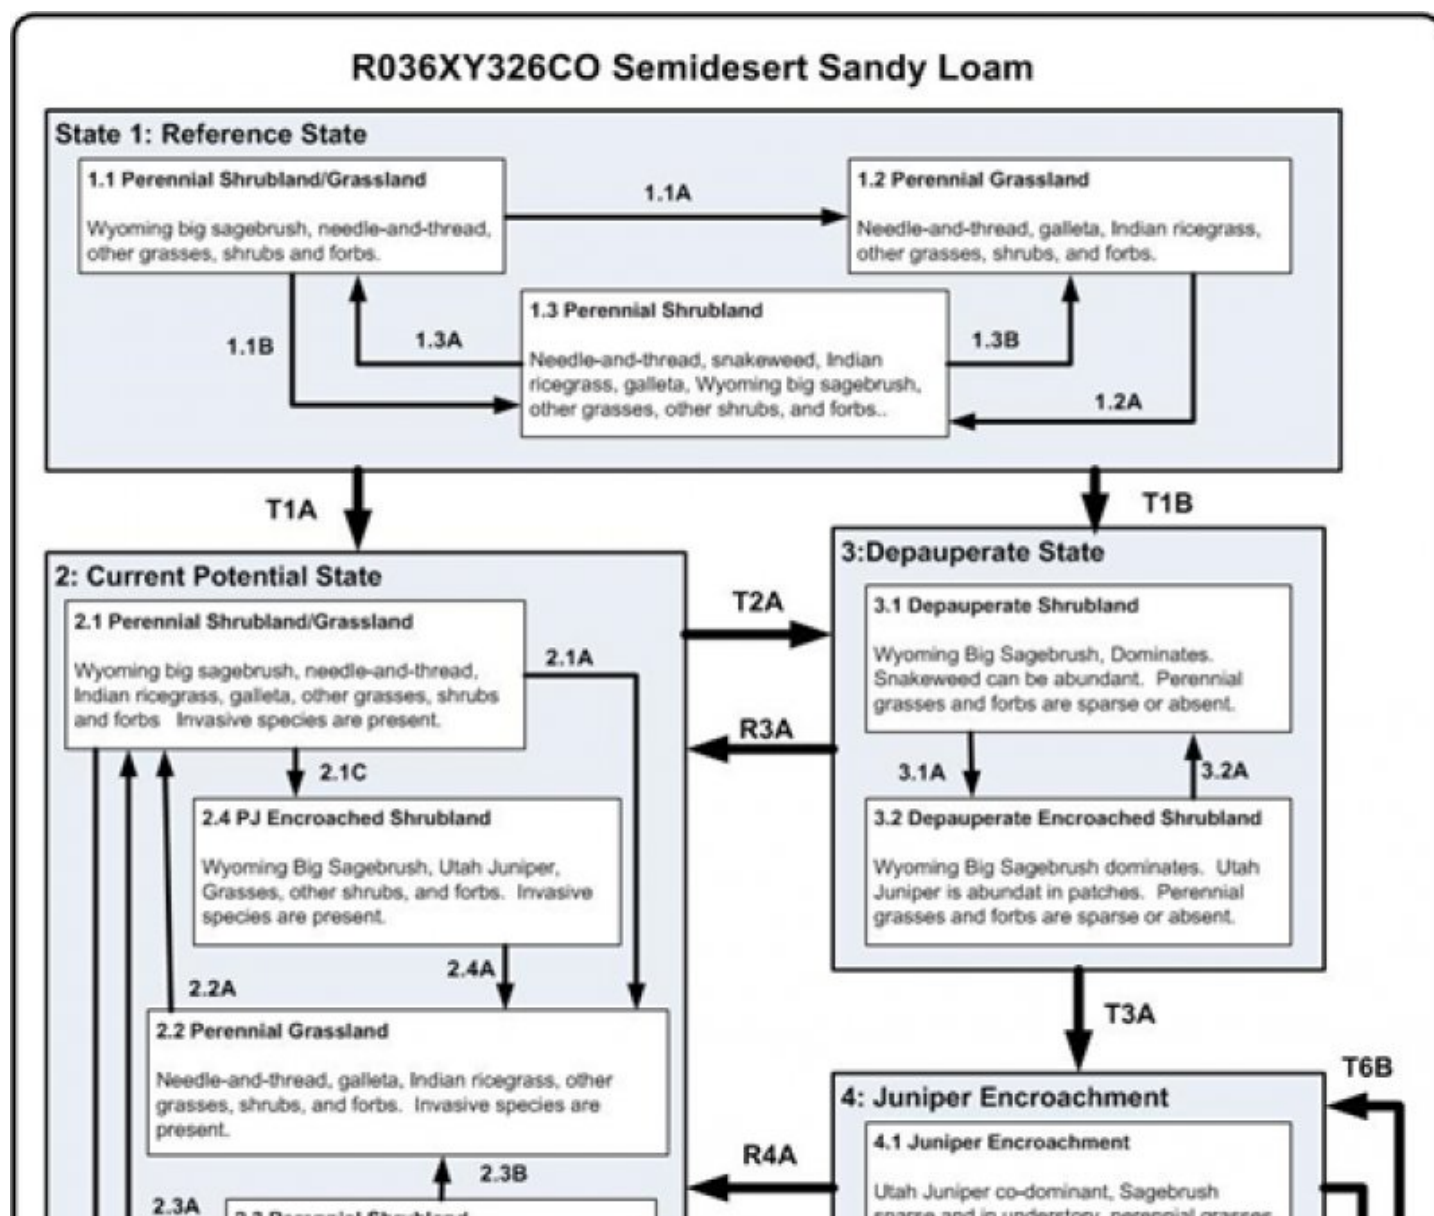 R036XY326CO Semidesert Sandy Loam
State 1: Reference State
1.1 Perennial Shrubland/Grassland
Wyoming big sagebrush, needle-and-thread,
other grasses, shrubs and forbs.
1.1A
1.2 Perennial Grassland
Needle-and-thread, galleta, Indian ricegrass,
other grasses, shrubs, and forbs.
1.3 Perennial Shrubland
Needle-and-thread, snakeweed, Indian
ricegrass, galleta, Wyoming big sagebrush,
other grasses, other shrubs, and forbs..
1.1B
1.3A
1.3B
1.2A
T1A
T1B
2: Current Potential State
2.1 Perennial Shrubland/Grassland
Wyoming big sagebrush, needle-and-thread,
Indian ricegrass, galleta, other grasses, shrubs
and forbs   Invasive species are present.
2.1A
2.1C
2.4 PJ Encroached Shrubland
Wyoming Big Sagebrush, Utah Juniper,
Grasses, other shrubs, and forbs.  Invasive
species are present.
2.4A
2.2A
2.2 Perennial Grassland
Needle-and-thread, galleta, Indian ricegrass, other
grasses, shrubs, and forbs.  Invasive species are
present.
2.3B
2.3A
2.3 Perennial Shrubland
T2A
R3A
3:Depauperate State
3.1 Depauperate Shrubland
Wyoming Big Sagebrush, Dominates.
Snakeweed can be abundant.  Perennial
grasses and forbs are sparse or absent.
3.1A
3.2A
3.2 Depauperate Encroached Shrubland
Wyoming Big Sagebrush dominates.  Utah
Juniper is abundat in patches.  Perennial
grasses and forbs are sparse or absent.
T3A
T6B
4: Juniper Encroachment
4.1 Juniper Encroachment
Utah Juniper co-dominant, Sagebrush
sparse and in understory, perennial grasses
R4A